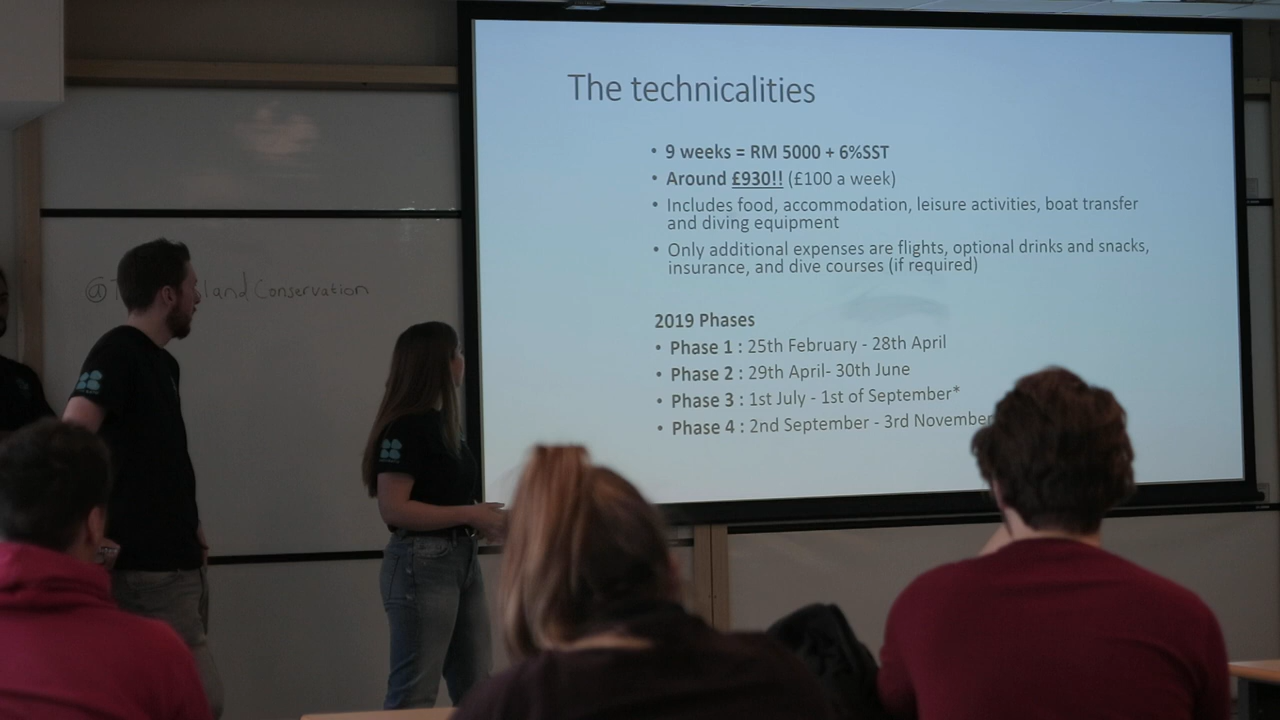 The technicalities
• 9 weeks = RM 5000 + 6%SST
• Around £930!! (£100 a week)
• Includes food, accommodation, leisure activities, boat transfer
and diving equipment
• Only additional expenses are flights, optional drinks and snacks,
insurance, and dive courses (if required)
@T land Conservation
2019 Phases
• Phase 1 : 25th February - 28th April
• Phase 2 : 29th April- 30th June
• Phase 3 : 1st July - 1st of September*
• Phase 4 : 2nd September - 3rd November